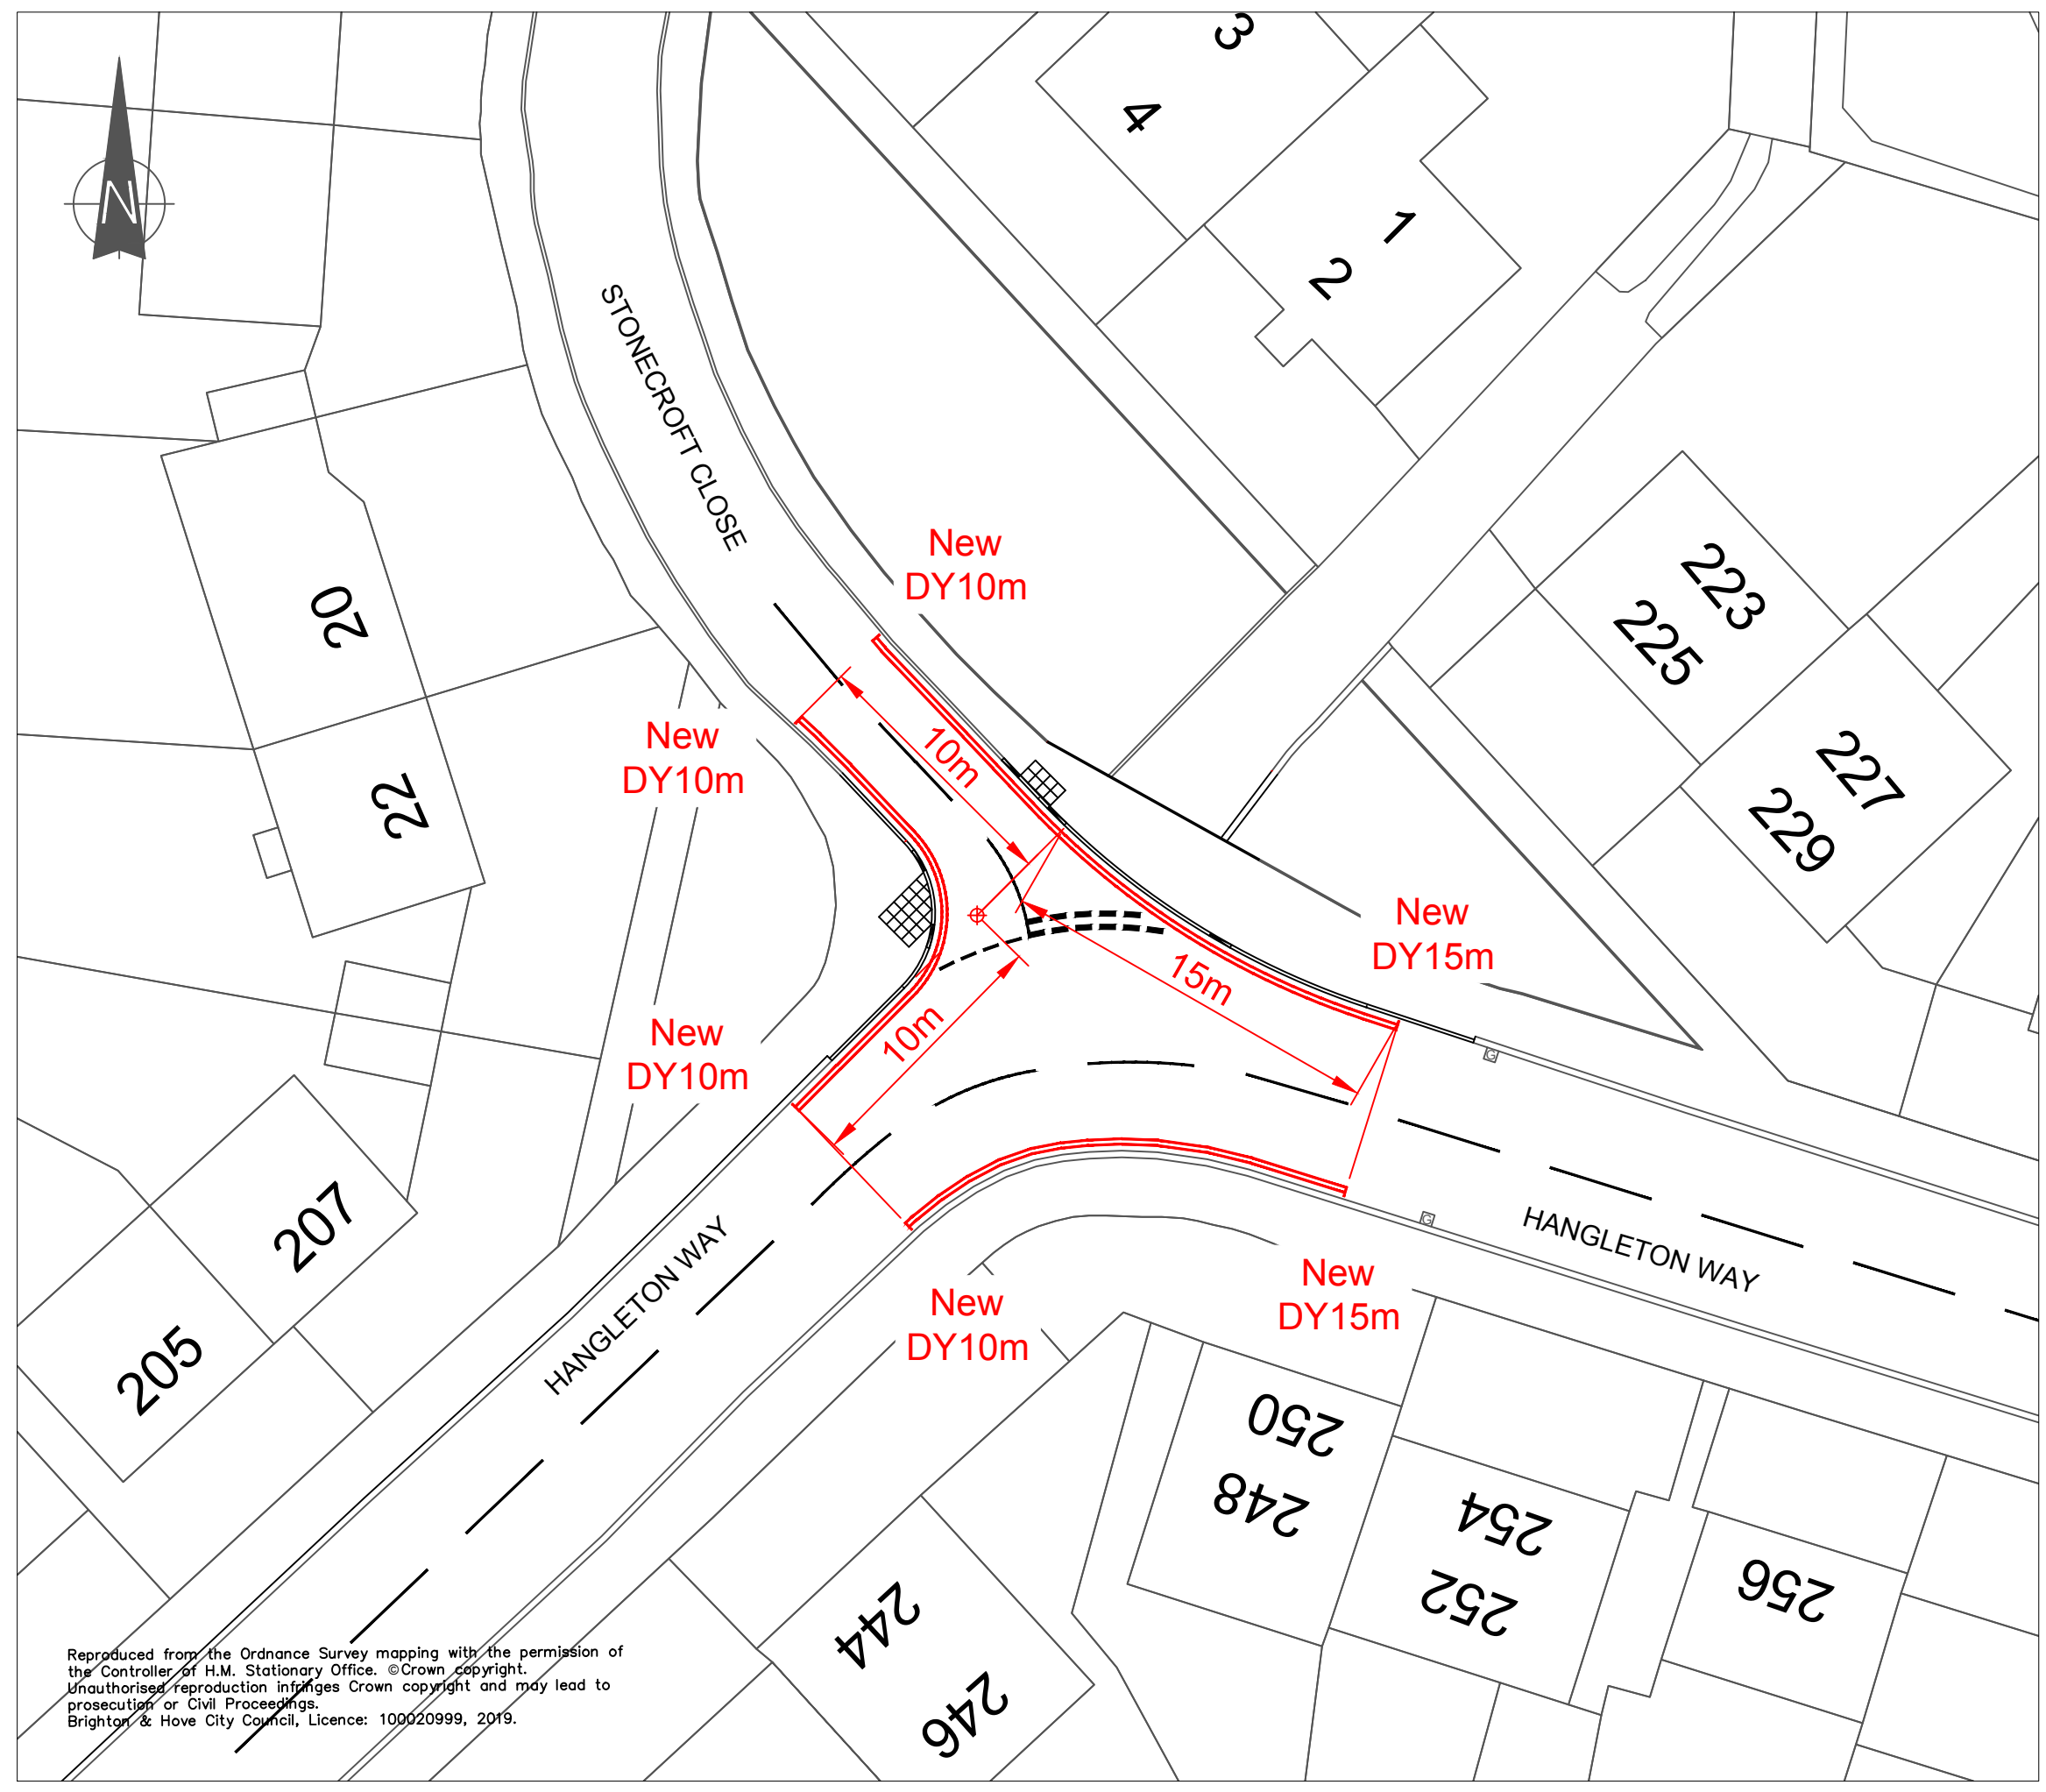 3
4
1
2
N
STONECROFT CLOSE
New
DY10m
223
225
20
New
DY10m
10m
227
229
22
New
DY15m
15m
New
DY10m
10m
G
G
HANGLETON WAY
207
205
HANGLETON WAY
New
DY10m
New
DY15m
250
248
254
252
256
244
246
Reproduced from the Ordnance Survey mapping with the permission of
the Controller of H.M. Stationary Office. ©Crown copyright.
Unauthorised reproduction infringes Crown copyright and may lead to
prosecution or Civil Proceedings.
Brighton & Hove City Council, Licence: 100020999, 2019.